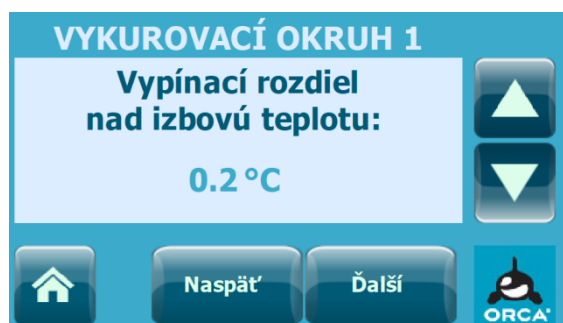 VYKUROVACÍ OKRUH 1
Vypínací rozdiel
nad izbovú teplotu:
0.2 °C
Naspäť
Ďalší
ORCA